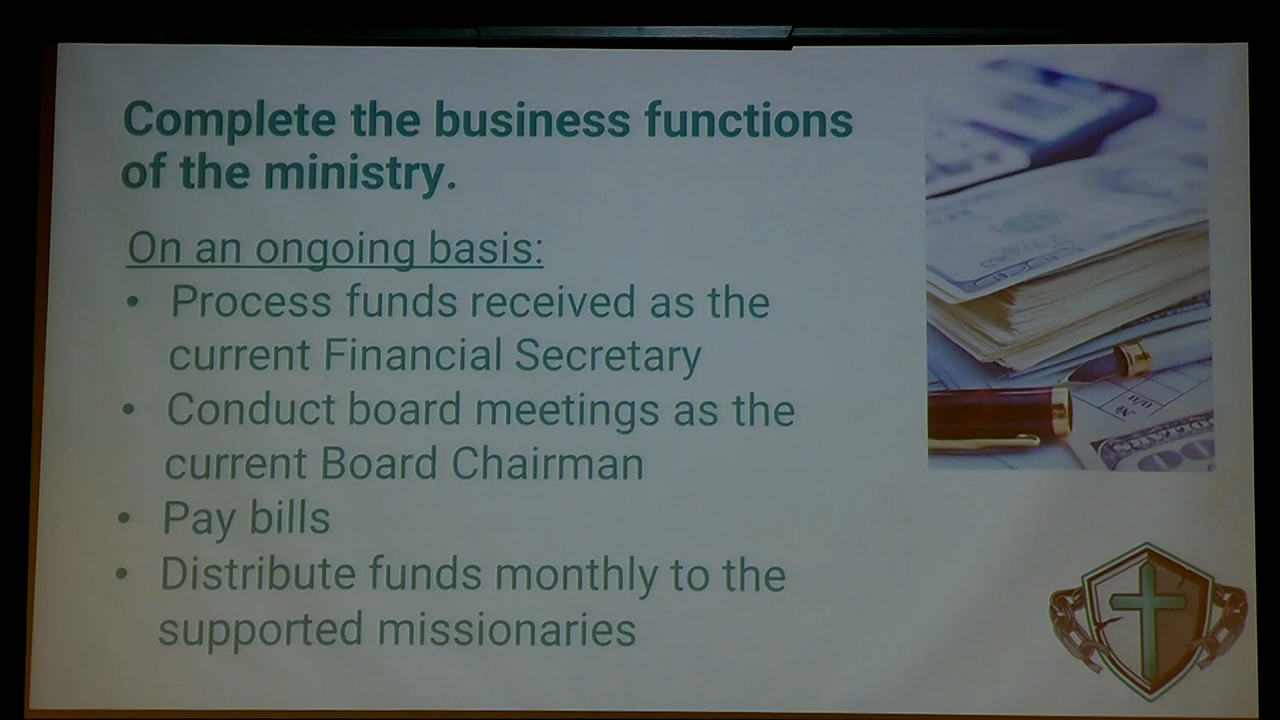 Complete the business functions
of the ministry.
On an ongoing basis:
• Process funds received as the
current Financial Secretary
• Conduct board meetings as the
current Board Chairman
• Pay bills
• Distribute funds monthly to the
supported missionaries